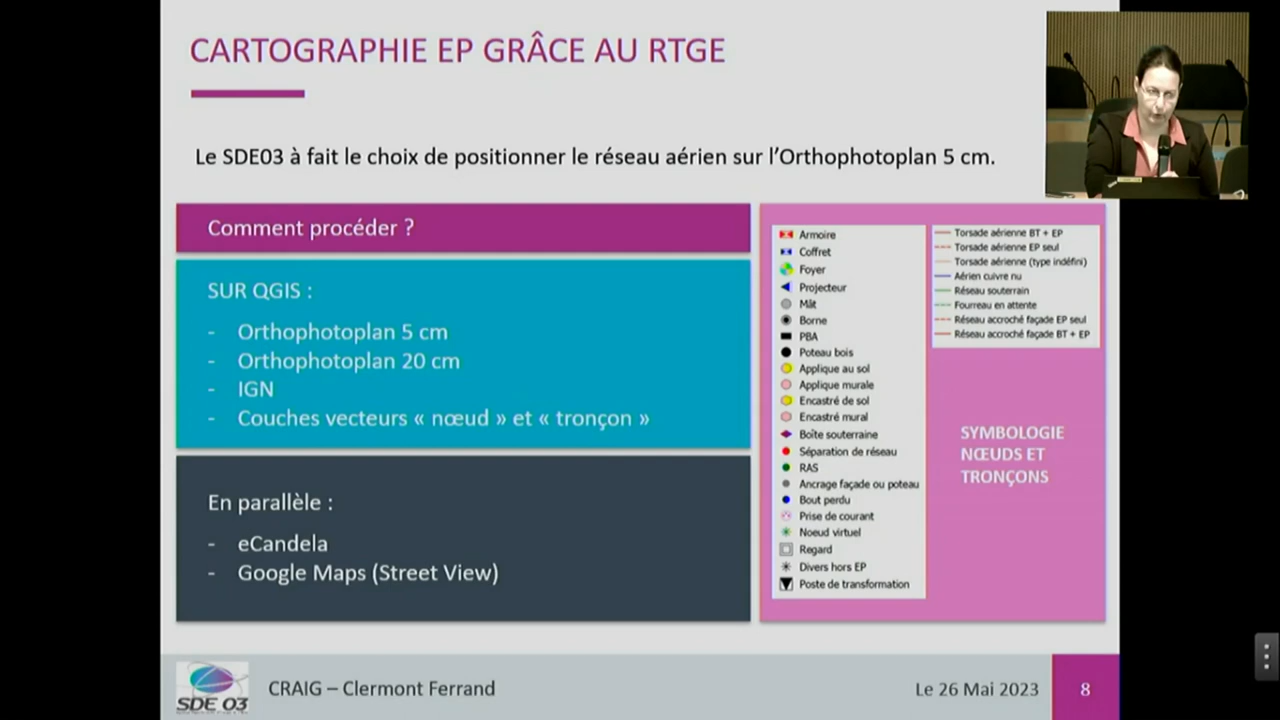 CARTOGRAPHIE EP GRÂCE AU RTGE
Le SDE03 à fait le choix de positionner le réseau aérien sur l'Orthophotoplan 5 cm.
Comment procéder ?
SUR QGIS :
- Orthophotoplan 5 cm
- Orthophotoplan 20 cm
- IGN
- Couches vecteurs « nœud » et « tronçon »
En parallèle :
- eCandela
- Google Maps (Street View)
Armoire
Coffret
Foyer
Projecteur
Mât
Borne
PBA
Poteau bois
Applique au sol
Applique murale
Encastré de sol
Encastré mural
Boîte souterraine
Séparation de réseau
RAS
Ancrage façade ou poteau
Bout perdu
Prise de courant
Noeud virtuel
Regard
Divers hors EP
Poste de transformation
Torsade aérienne BT + EP
Torsade aérienne EP seul
Torsade aérienne (type indéfini)
Aérien cuivre nu
Réseau souterrain
Fourreau en attente
Réseau accroché façade EP seul
Réseau accroché façade BT + EP
SYMBOLOGIE
NŒUDS ET
TRONÇONS
SDE 03
CRAIG – Clermont Ferrand
Le 26 Mai 2023
8